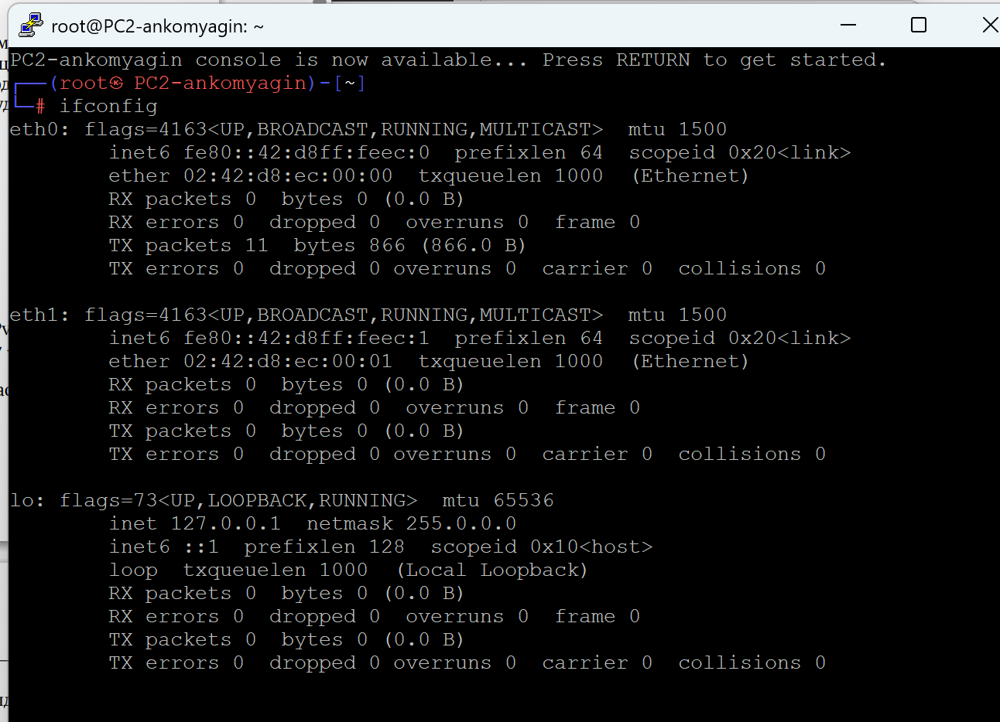 root@PC2-ankomyagin: ~
PC2-ankomyagin console is now available... Press RETURN to get started.
┌──(root㉿ PC2-ankomyagin)-[~]
└─# ifconfig
eth0: flags=4163<UP,BROADCAST,RUNNING,MULTICAST>  mtu 1500
        inet6 fe80::42:d8ff:feec:0  prefixlen 64  scopeid 0x20<link>
        ether 02:42:d8:ec:00:00  txqueuelen 1000  (Ethernet)
        RX packets 0  bytes 0 (0.0 B)
        RX errors 0  dropped 0  overruns 0  frame 0
        TX packets 11  bytes 866 (866.0 B)
        TX errors 0  dropped 0 overruns 0  carrier 0  collisions 0
eth1: flags=4163<UP,BROADCAST,RUNNING,MULTICAST>  mtu 1500
        inet6 fe80::42:d8ff:feec:1  prefixlen 64  scopeid 0x20<link>
        ether 02:42:d8:ec:00:01  txqueuelen 1000  (Ethernet)
        RX packets 0  bytes 0 (0.0 B)
        RX errors 0  dropped 0  overruns 0  frame 0
        TX packets 0  bytes 0 (0.0 B)
        TX errors 0  dropped 0 overruns 0  carrier 0  collisions 0
lo: flags=73<UP,LOOPBACK,RUNNING>  mtu 65536
        inet 127.0.0.1  netmask 255.0.0.0
        inet6 ::1  prefixlen 128  scopeid 0x10<host>
        loop  txqueuelen 1000  (Local Loopback)
        RX packets 0  bytes 0 (0.0 B)
        RX errors 0  dropped 0  overruns 0  frame 0
        TX packets 0  bytes 0 (0.0 B)
        TX errors 0  dropped 0 overruns 0  carrier 0  collisions 0